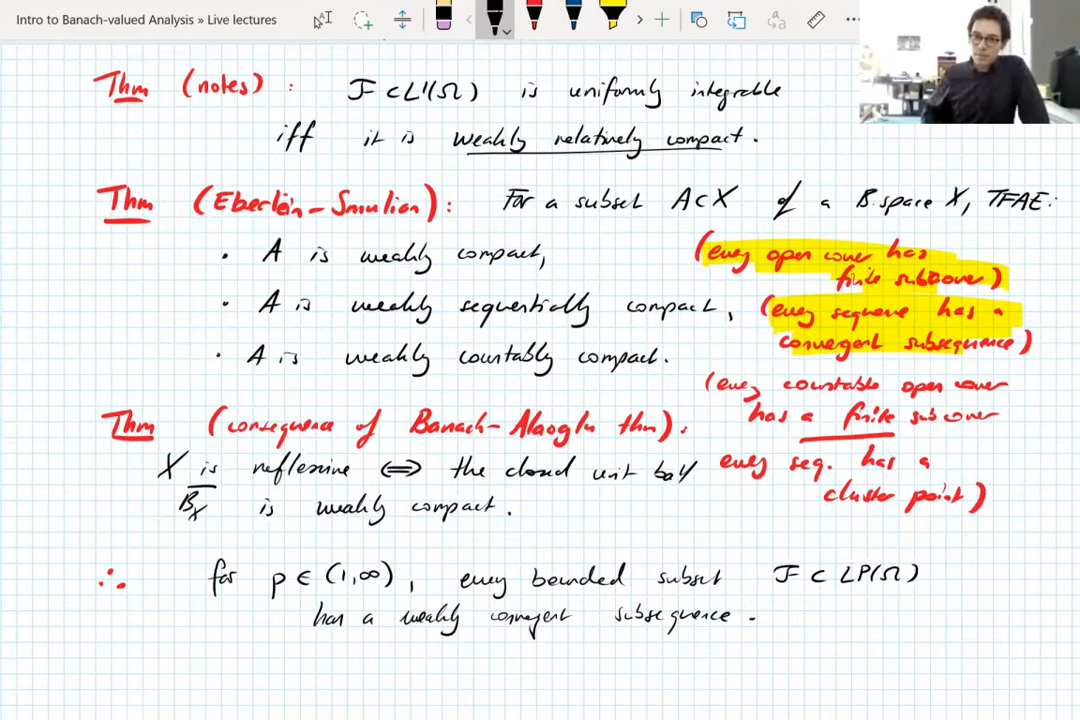 Intro to Banach-valued Analysis » Live lectures
Thm (notes) : F ⊂ L¹(Ω) is uniformly integrable
iff it is weakly relatively compact.
Thm (Eberlein-Smulian): For a subset A⊂X of a B.space X, TFAE:
· A is weakly compact, (every open cover has
finite subcover)
· A is weakly sequentially compact, (every sequence has a
convergent subsequence)
· A is weakly countably compact.
(every countable open cover
has a finite subcover
Thm (consequence of Banach-Alaoglu thm).
X is reflexive ⟺ the closed unit ball every seq. has a
cluster point)
B_X is weakly compact.
∴ for p ∈ (1,∞), every bounded subset F ⊂ LP(Ω)
has a weakly convergent subsequence.